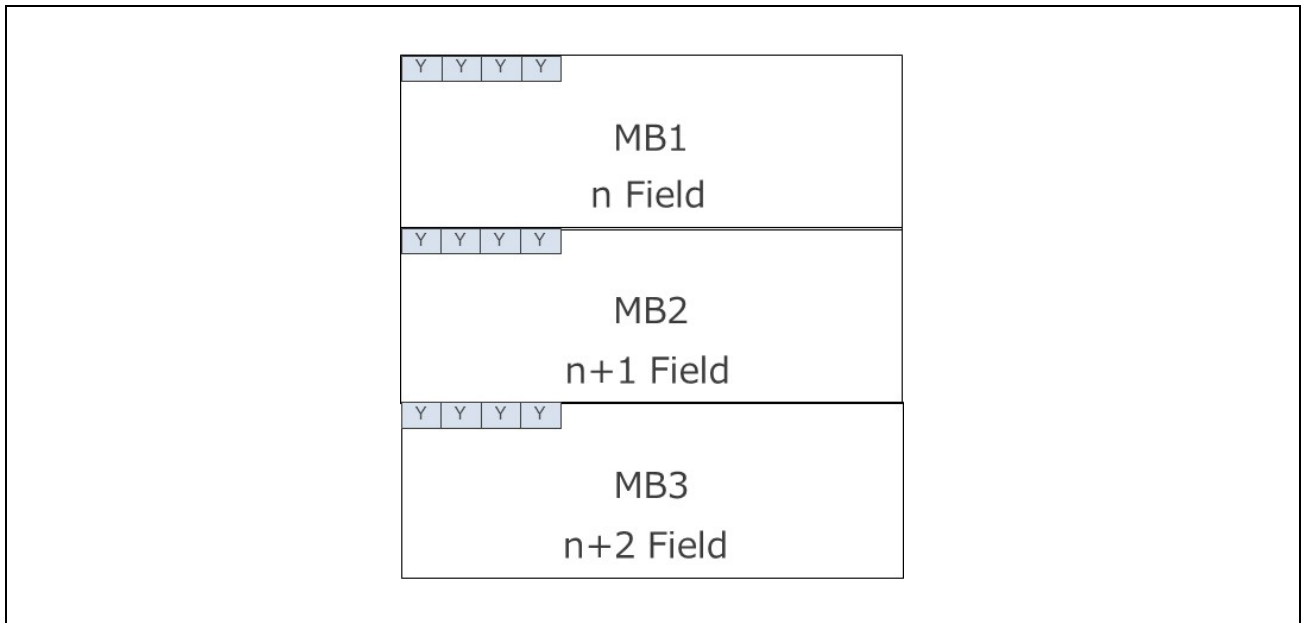 Y Y Y Y
MB1
n Field
Y Y Y Y
MB2
n+1 Field
Y Y Y Y
MB3
n+2 Field